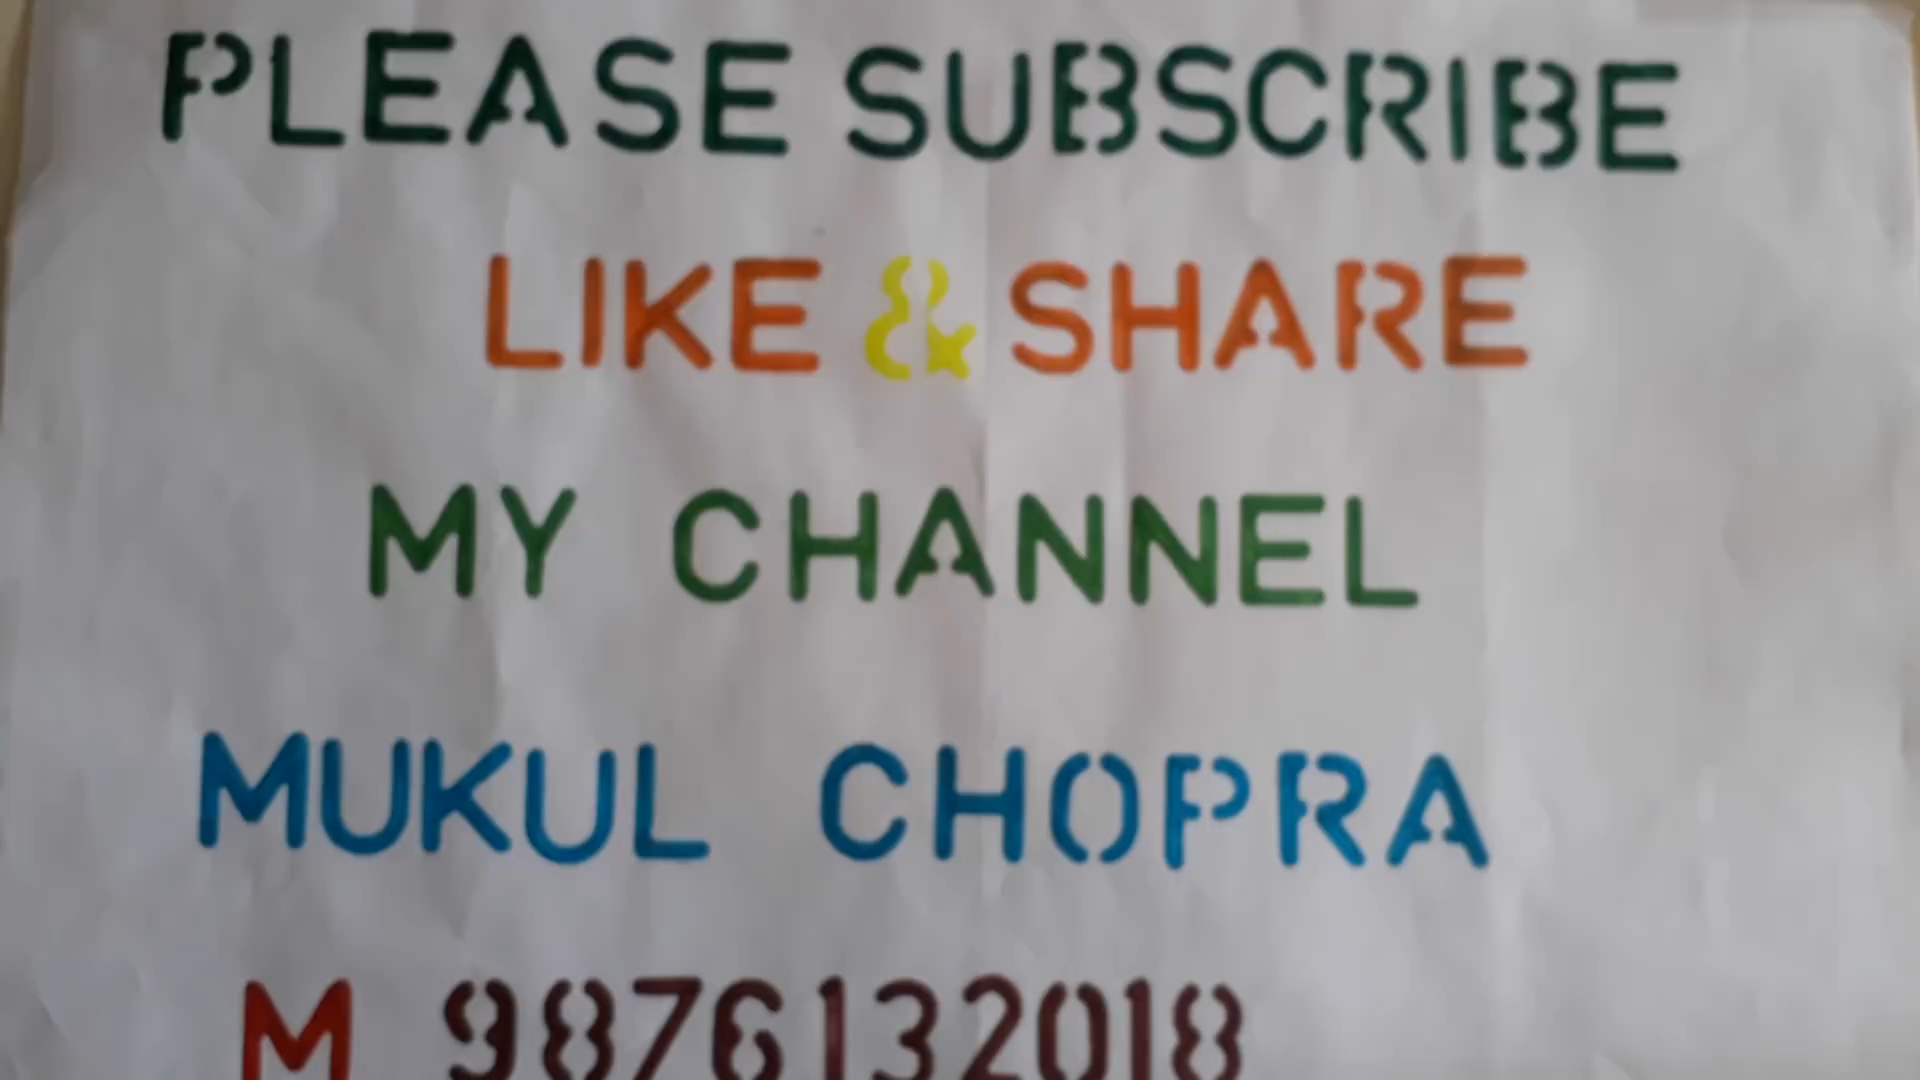 PLEASE SUBSCRIBE
LIKE & SHARE
MY CHANNEL
MUKUL CHOPRA
M 9876132018